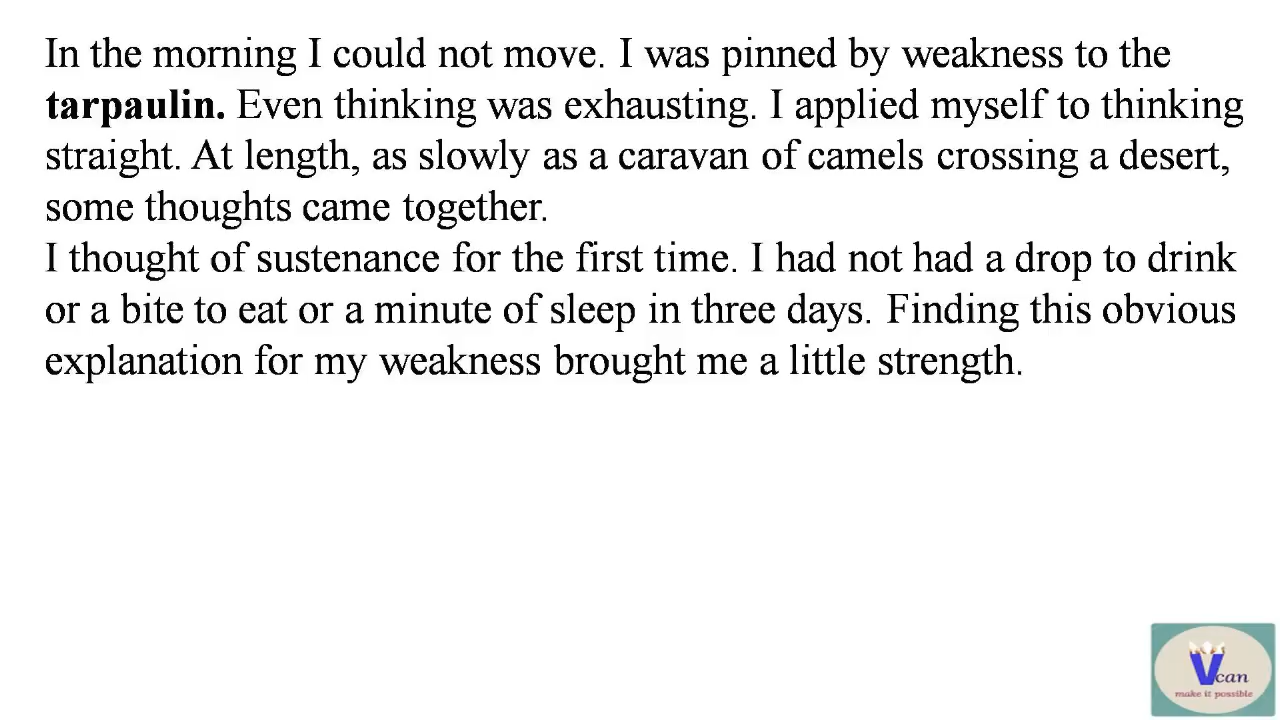 In the morning I could not move. I was pinned by weakness to the
tarpaulin. Even thinking was exhausting. I applied myself to thinking
straight. At length, as slowly as a caravan of camels crossing a desert,
some thoughts came together.
I thought of sustenance for the first time. I had not had a drop to drink
or a bite to eat or a minute of sleep in three days. Finding this obvious
explanation for my weakness brought me a little strength.
Vcan
make it possible